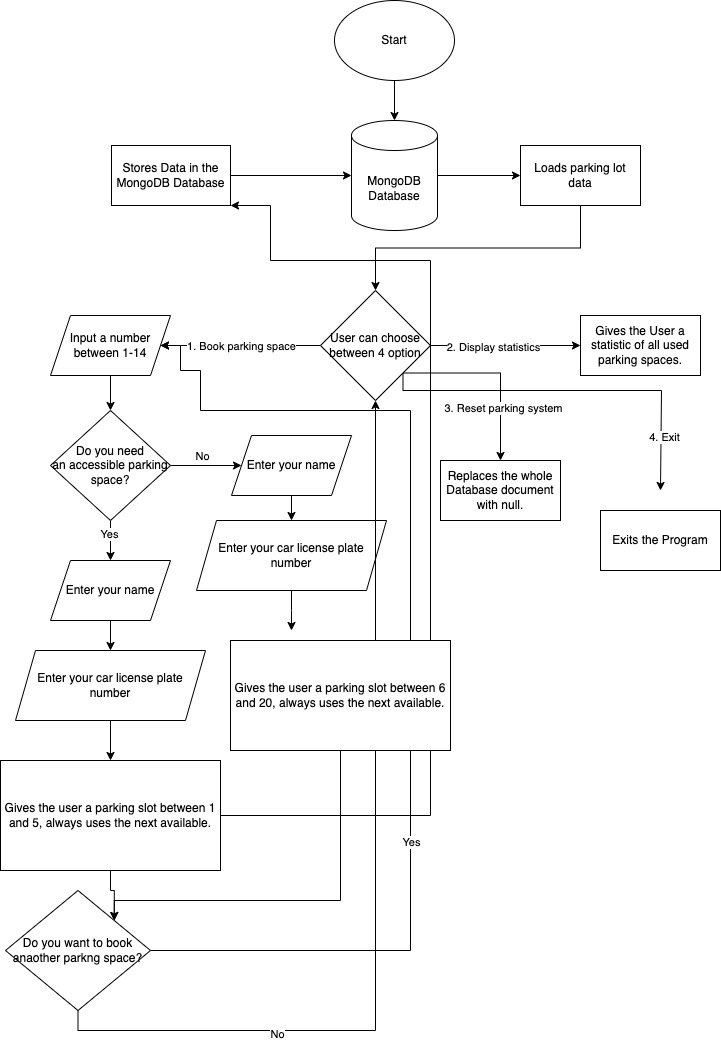 Start
Stores Data in the
MongoDB Database
MongoDB
Database
Loads parking lot
data
Input a number
between 1-14
1. Book parking space
User can choose
between 4 option
2. Display statistics
Gives the User a
statistic of all used
parking spaces.
3. Reset parking system
4. Exit
Do you need
an accessible parking
space?
No
Enter your name
Replaces the whole
Database document
with null.
Exits the Program
Yes
Enter your car license plate
number
Enter your name
Enter your car license plate
number
Gives the user a parking slot between 6
and 20, always uses the next available.
Gives the user a parking slot between 1
and 5, always uses the next available.
Yes
Do you want to book
anaother parkng space?
No